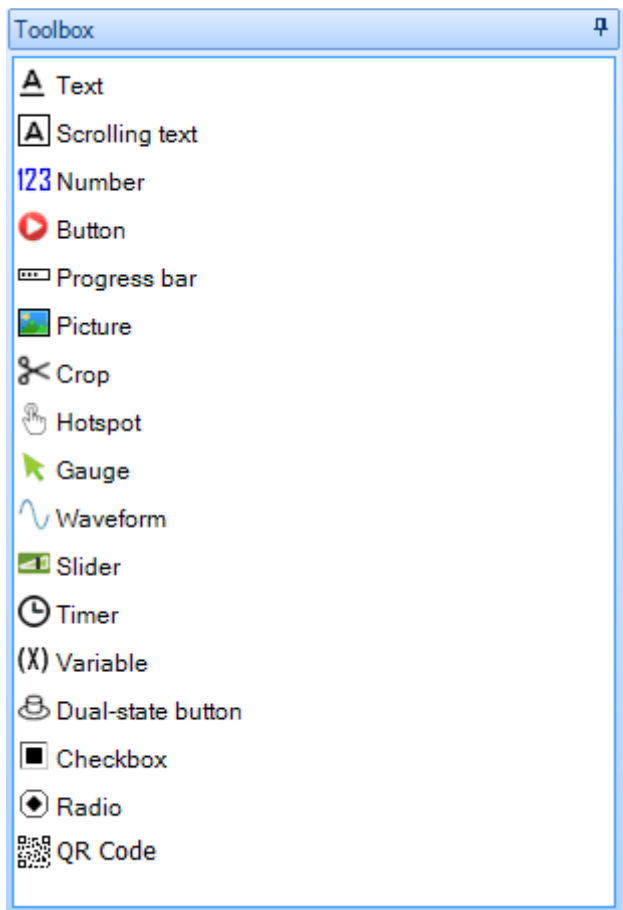 Toolbox
A Text
A Scrolling text
123 Number
Button
Progress bar
Picture
Crop
Hotspot
Gauge
Waveform
Slider
Timer
(X) Variable
Dual-state button
Checkbox
Radio
QR Code